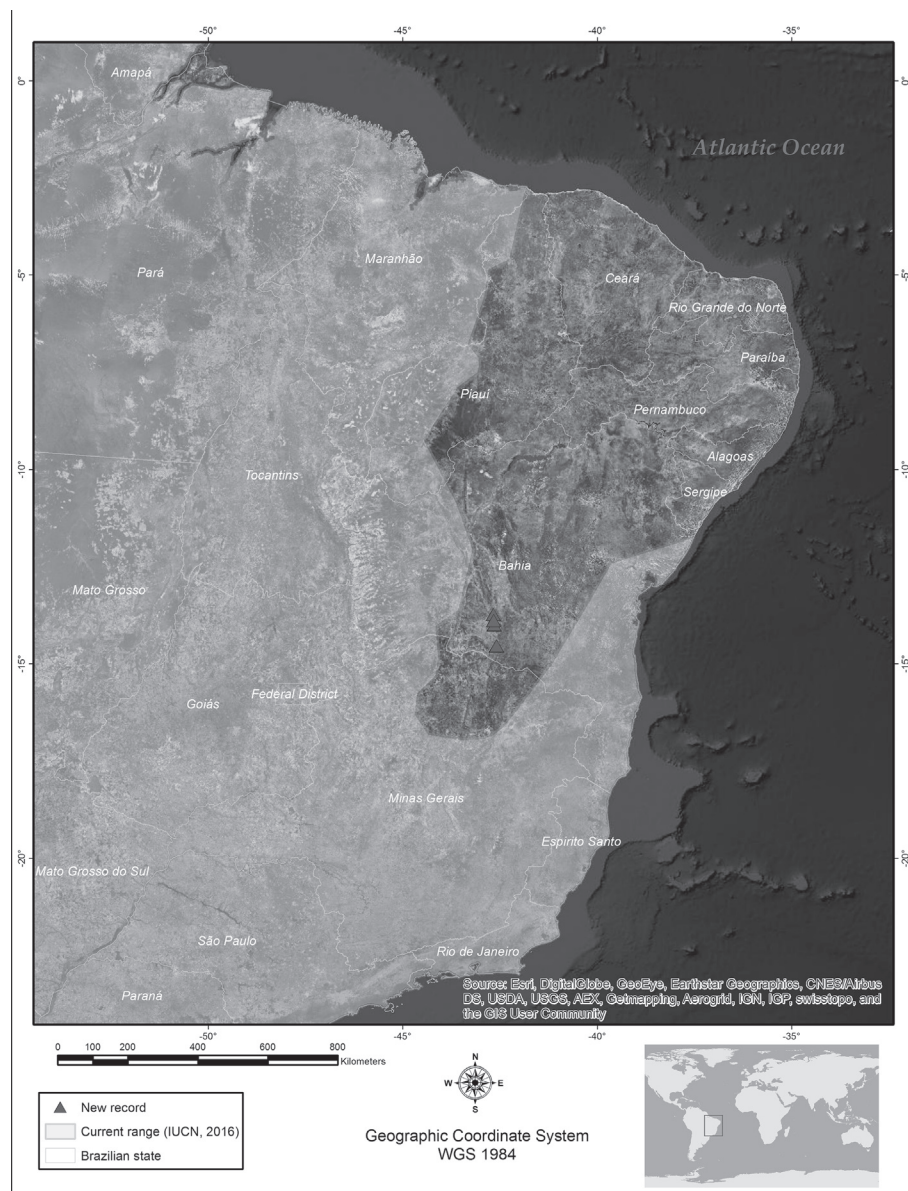 -50°
-45°
-40°
-35°
0°
-5°
-10°
-15°
-20°
0°
-5°
-10°
-15°
-20°
Amapá
Atlantic Ocean
Maranhão
Pará
Ceará
Rio Grande do Norte
Paraíba
Piauí
Pernambuco
Alagoas
Tocantins
Sergipe
Bahia
Mato Grosso
Federal District
Goiás
Minas Gerais
Espirito Santo
Mato Grosso do Sul
São Paulo
Rio de Janeiro
Paraná
Source: Esri, DigitalGlobe, GeoEye, Earthstar Geographics, CNES/Airbus
DS, USDA, USGS, AEX, Getmapping, Aerogrid, IGN, IGP, swisstopo, and
the GIS User Community
-50°
-45°
-40°
-35°
0 100 200 400 600 800
Kilometers
N
W E
S
New record
Current range (IUCN, 2016)
Brazilian state
Geographic Coordinate System
WGS 1984